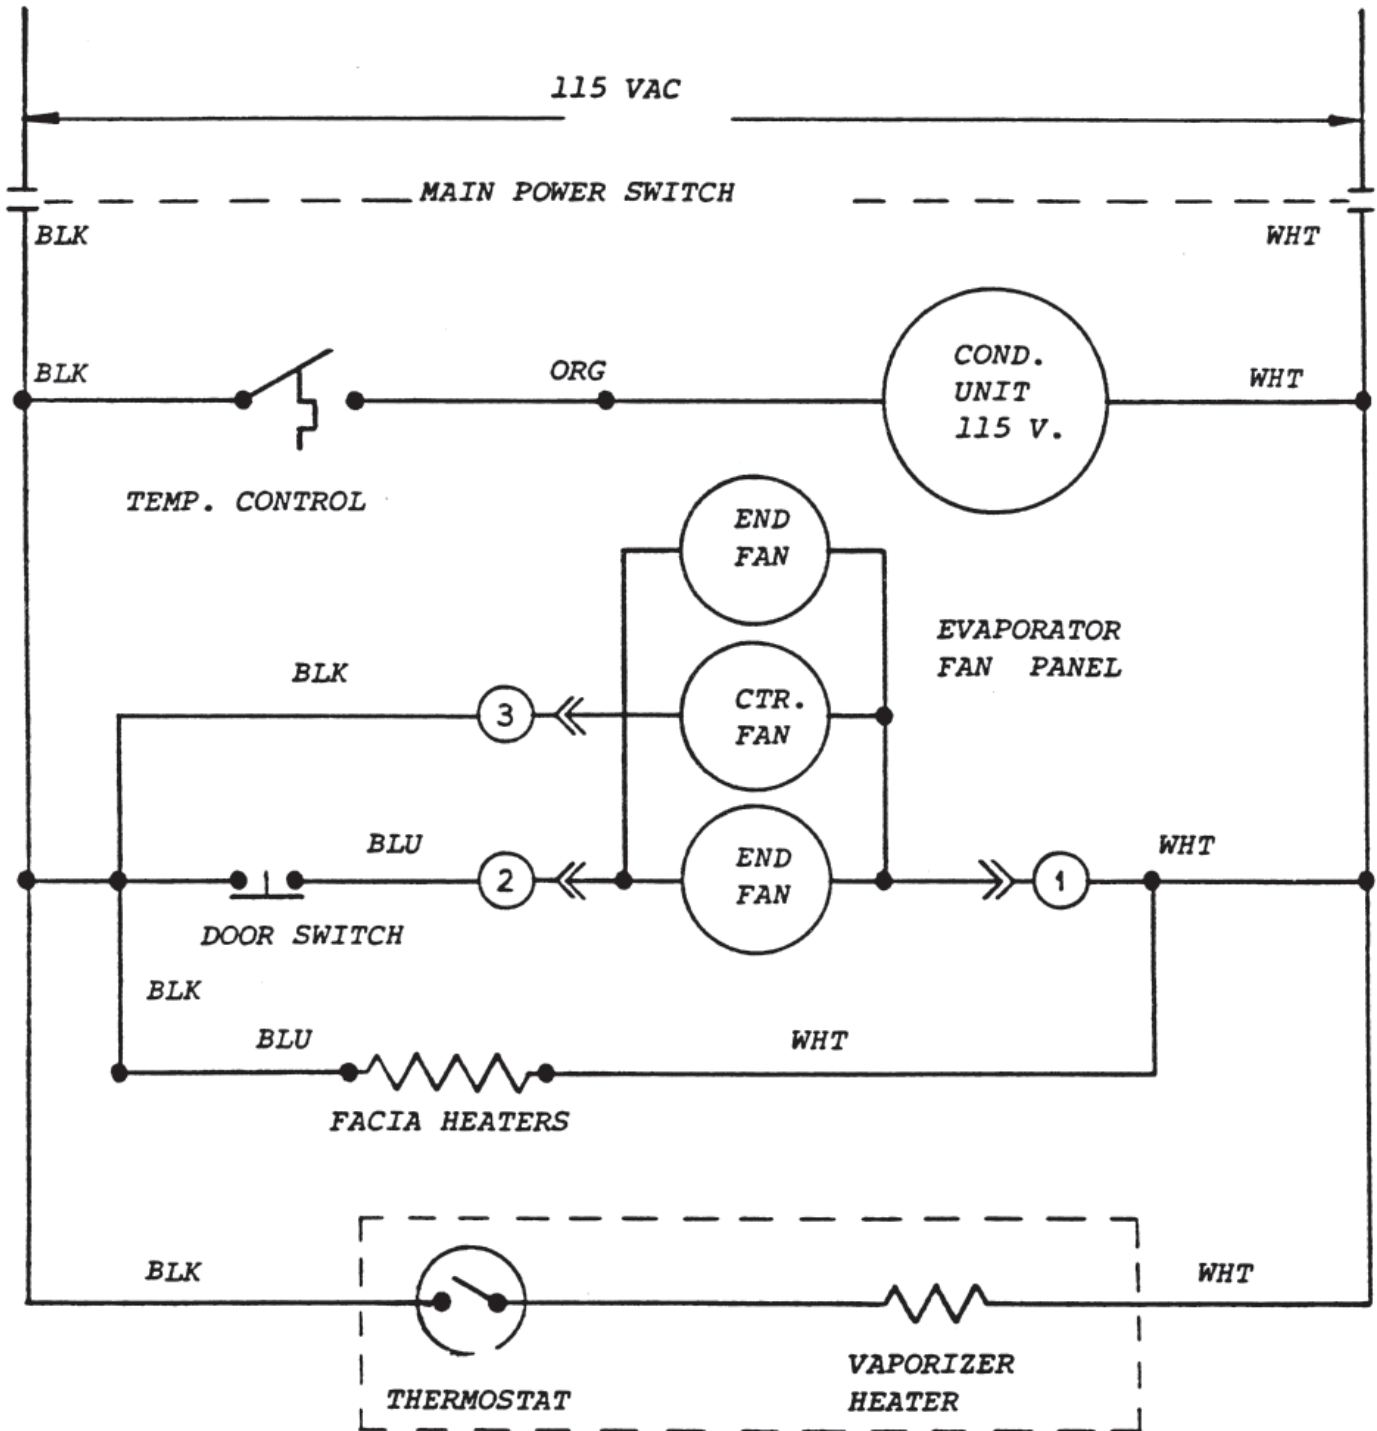 115 VAC
MAIN POWER SWITCH
BLK
WHT
BLK
ORG
COND.
UNIT
115 V.
WHT
TEMP. CONTROL
END
FAN
EVAPORATOR
FAN PANEL
BLK
3
CTR.
FAN
BLU
2
END
FAN
1
WHT
DOOR SWITCH
BLK
BLU
WHT
FACIA HEATERS
BLK
WHT
THERMOSTAT
VAPORIZER
HEATER